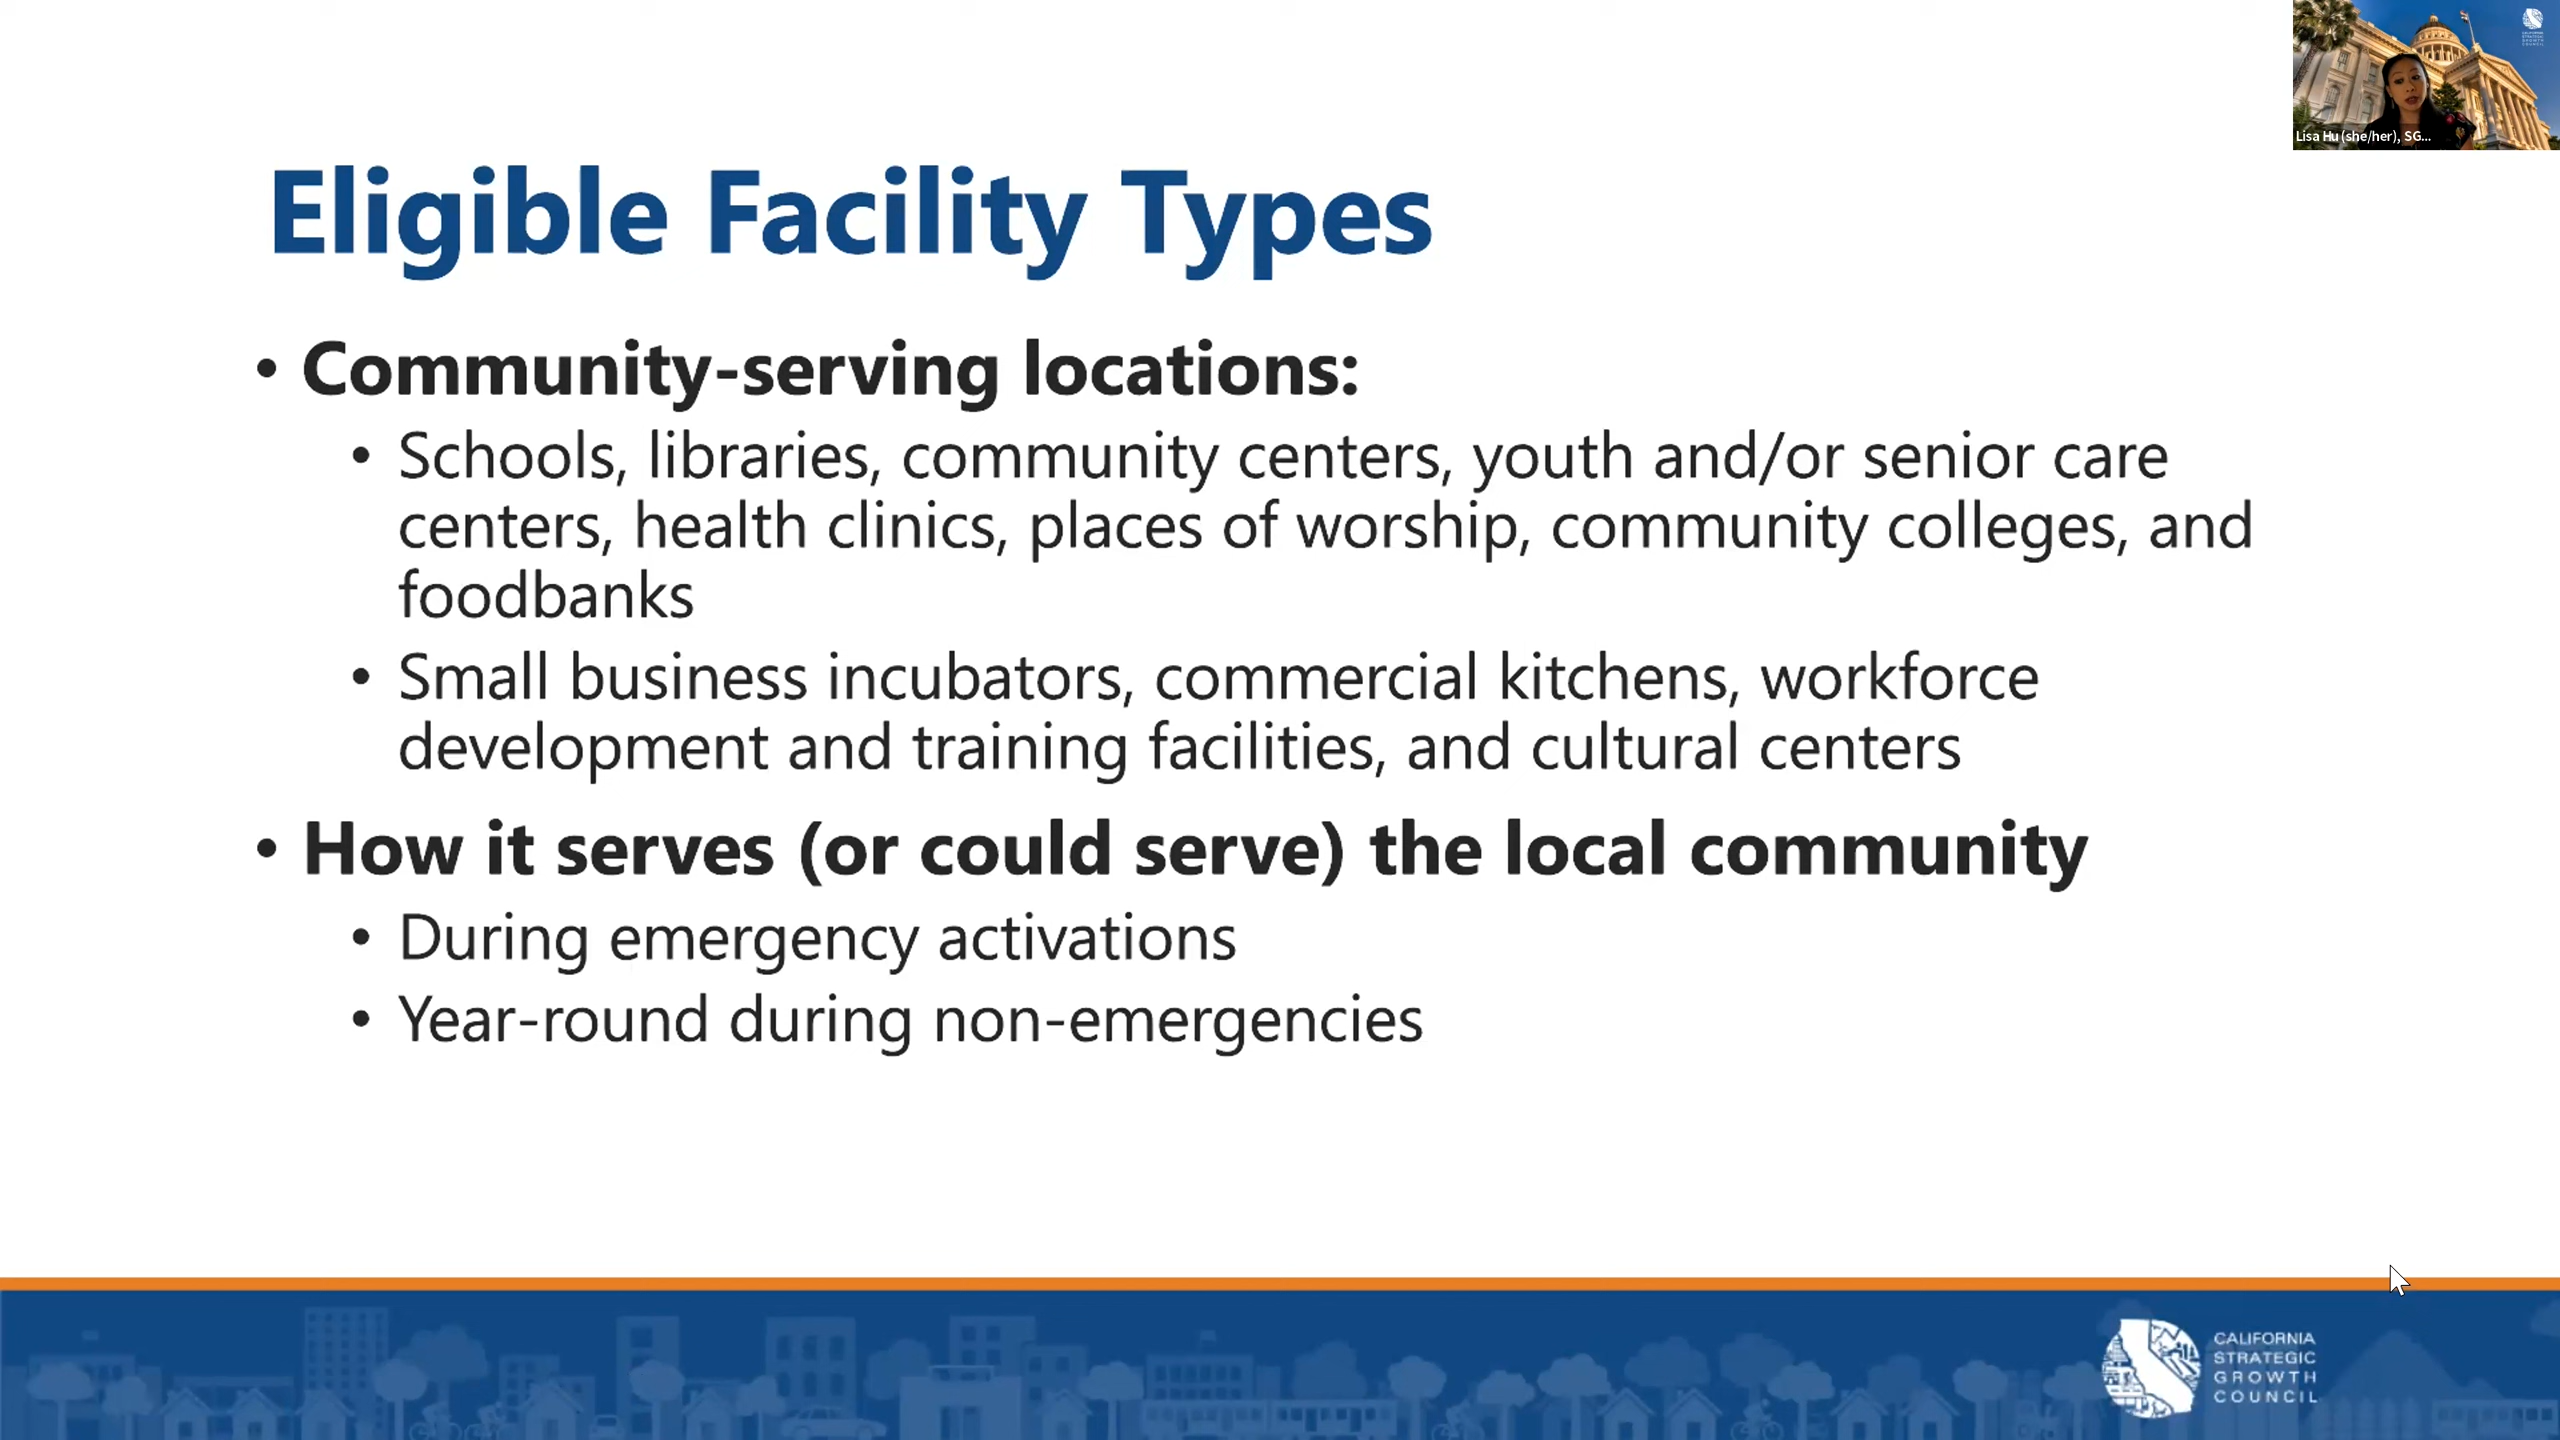 Eligible Facility Types
• Community-serving locations:
• Schools, libraries, community centers, youth and/or senior care
centers, health clinics, places of worship, community colleges, and
foodbanks
• Small business incubators, commercial kitchens, workforce
development and training facilities, and cultural centers
• How it serves (or could serve) the local community
• During emergency activations
• Year-round during non-emergencies
Lisa Hu (she/her), SG...
CALIFORNIA
STRATEGIC
GROWTH
COUNCIL